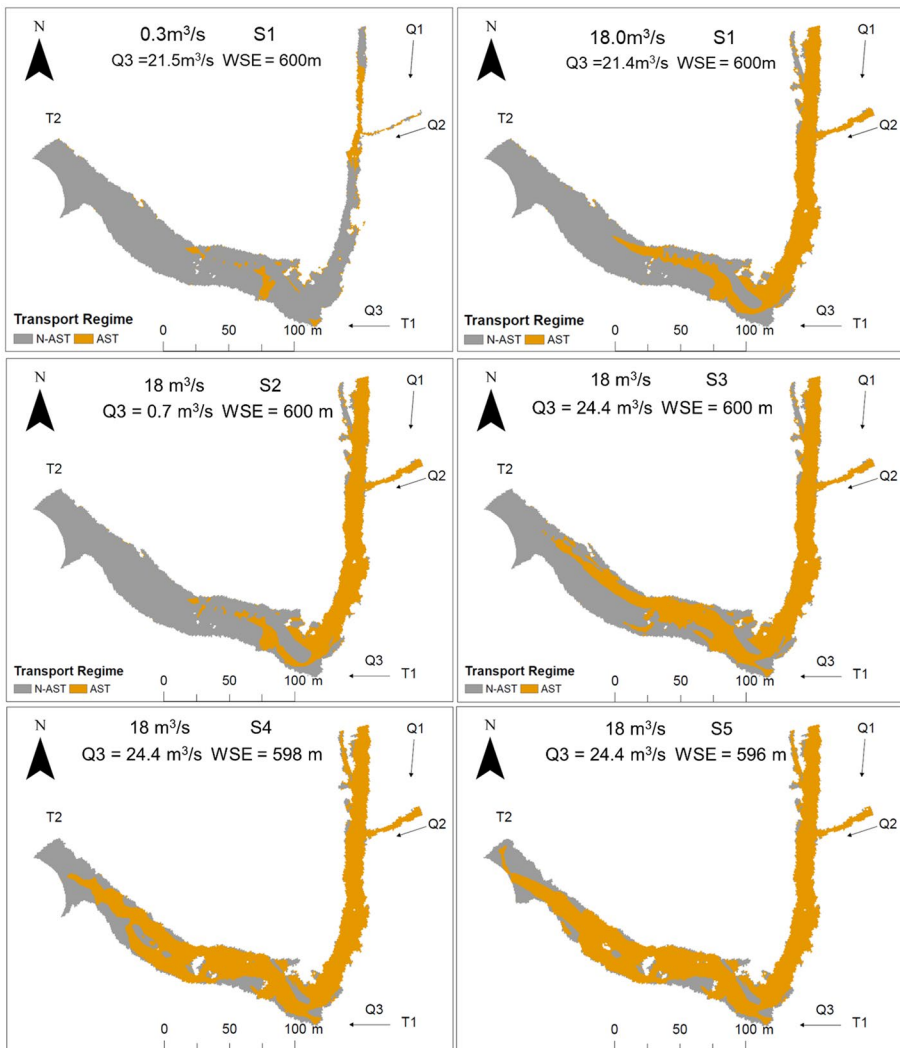 N
0.3m³/s S1
Q3 =21.5m³/s WSE = 600m
Q1
Q2
T2
Q3
T1
Transport Regime
N-AST AST
0 50 100 m
N
18.0m³/s S1
Q3 =21.4m³/s WSE = 600m
Q1
Q2
T2
Q3
T1
Transport Regime
N-AST AST
0 50 100 m
N
18 m³/s S2
Q3 = 0.7 m³/s WSE = 600 m
Q1
Q2
T2
Q3
T1
Transport Regime
N-AST AST
0 50 100 m
N
18 m³/s S3
Q3 = 24.4 m³/s WSE = 600 m
Q1
Q2
T2
Q3
T1
Transport Regime
N-AST AST
0 50 100 m
N
18 m³/s S4
Q3 = 24.4 m³/s WSE = 598 m
Q1
Q2
T2
Q3
T1
0 50 100 m
N
18 m³/s S5
Q3 = 24.4 m³/s WSE = 596 m
Q1
Q2
T2
Q3
T1
0 50 100 m